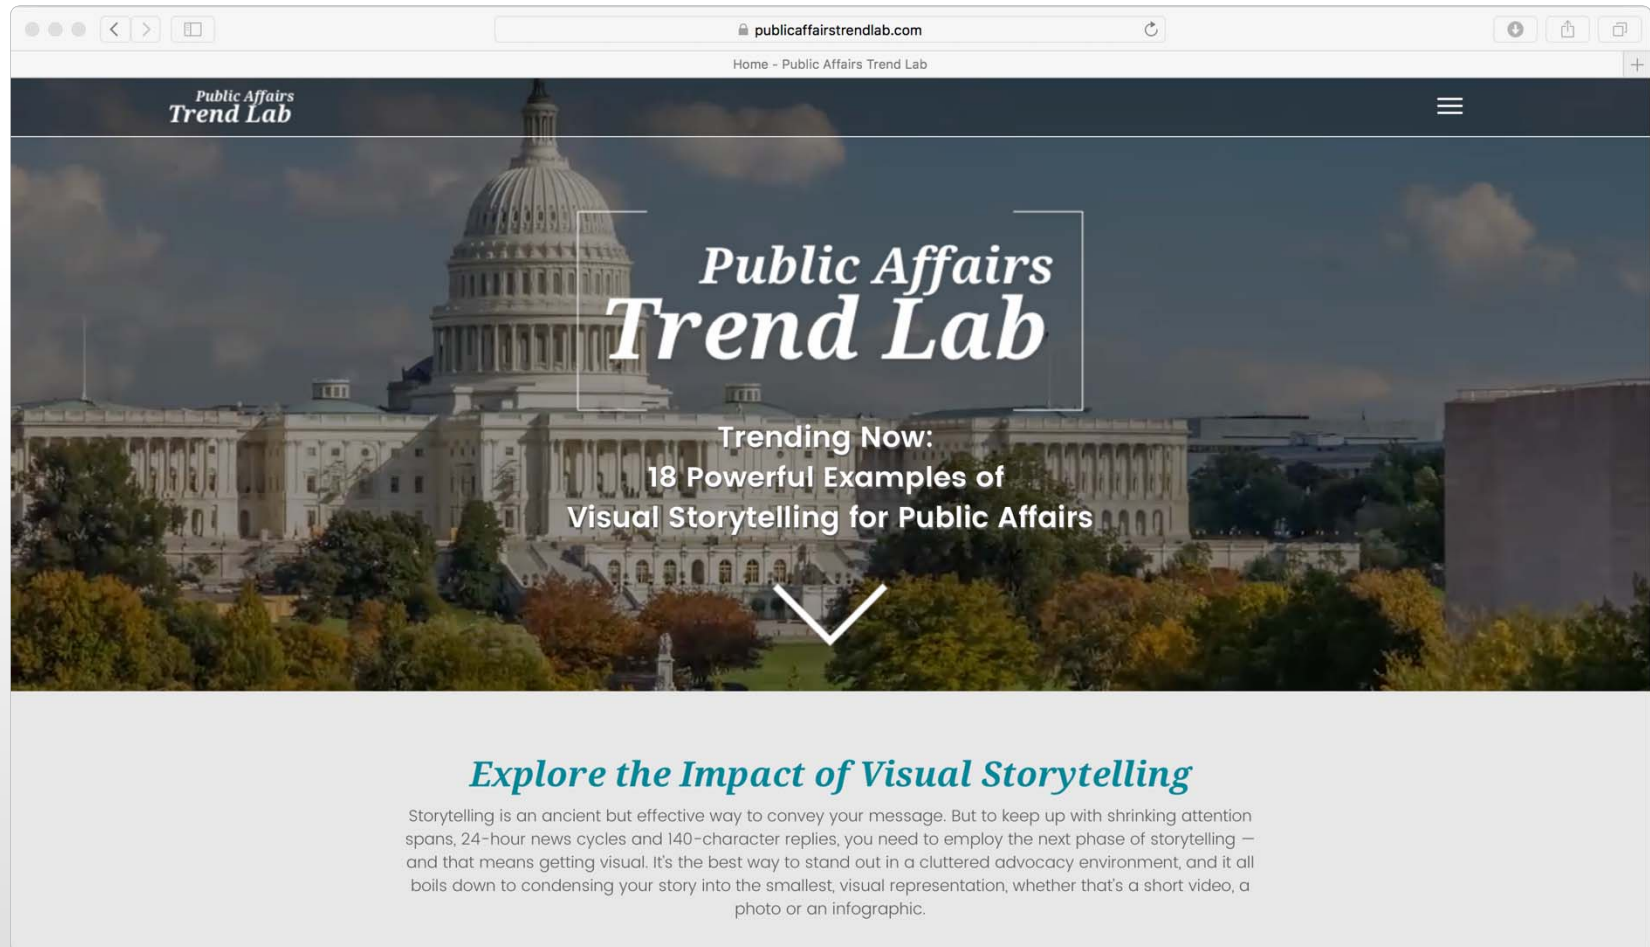 publicaffairstrendlab.com
Home - Public Affairs Trend Lab
Public Affairs
Trend Lab
Public Affairs
Trend Lab
Trending Now:
18 Powerful Examples of
Visual Storytelling for Public Affairs
Explore the Impact of Visual Storytelling
Storytelling is an ancient but effective way to convey your message. But to keep up with shrinking attention
spans, 24-hour news cycles and 140-character replies, you need to employ the next phase of storytelling —
and that means getting visual. It's the best way to stand out in a cluttered advocacy environment, and it all
boils down to condensing your story into the smallest, visual representation, whether that's a short video, a
photo or an infographic.